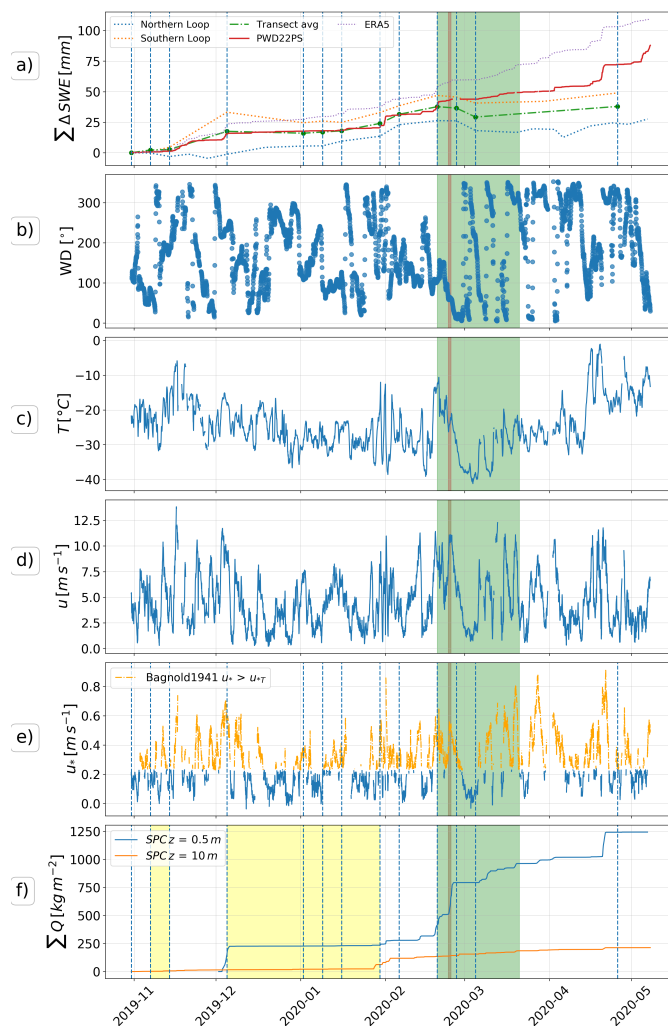 a)
∑ ΔSWE [mm]
Northern Loop
Southern Loop
Transect avg
PWD22PS
ERA5
100
75
50
25
0
b)
WD [°]
300
200
100
0
c)
T [°C]
0
−10
−20
−30
−40
d)
u [m s⁻¹]
12.5
10.0
7.5
5.0
2.5
0.0
e)
u* [m s⁻¹]
Bagnold1941 u* > u*T
0.8
0.6
0.4
0.2
0.0
f)
∑ Q [kg m⁻²]
SPC z = 0.5 m
SPC z = 10 m
1250
1000
750
500
250
0
2019-11
2019-12
2020-01
2020-02
2020-03
2020-04
2020-05